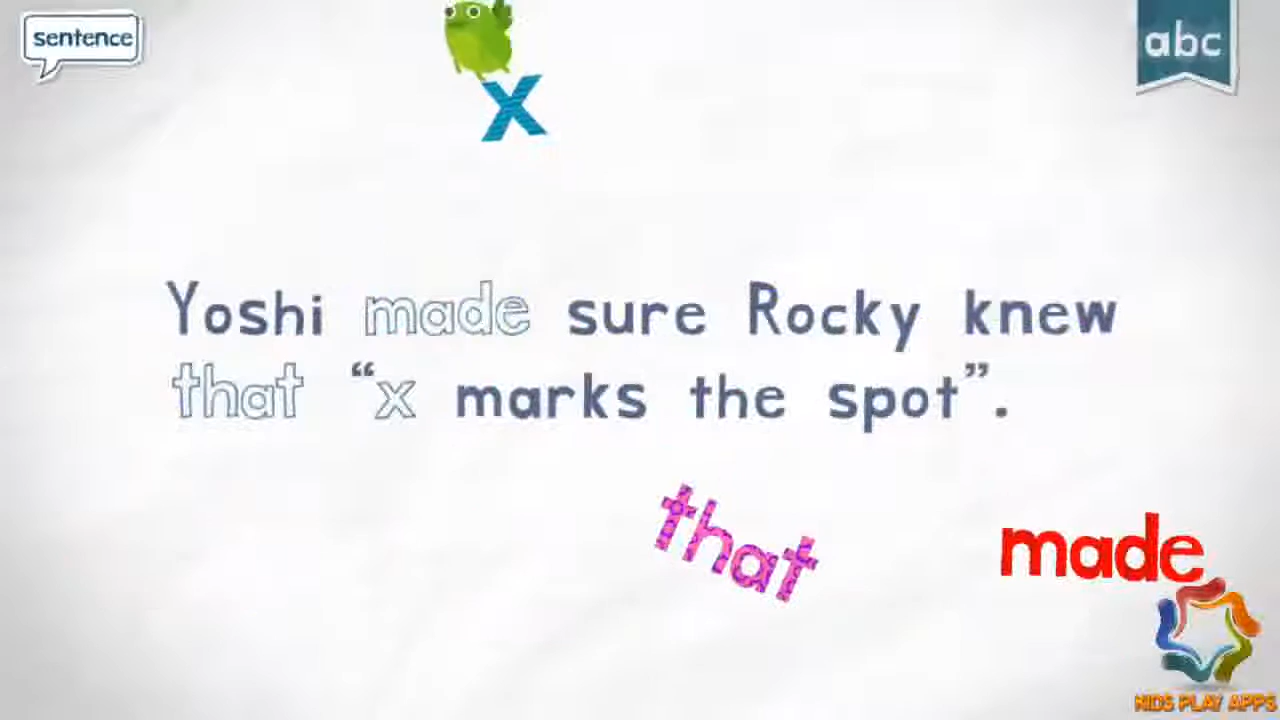 sentence
abc
x
Yoshi made sure Rocky knew
that “x marks the spot”.
that
made
KIDS PLAY APPS